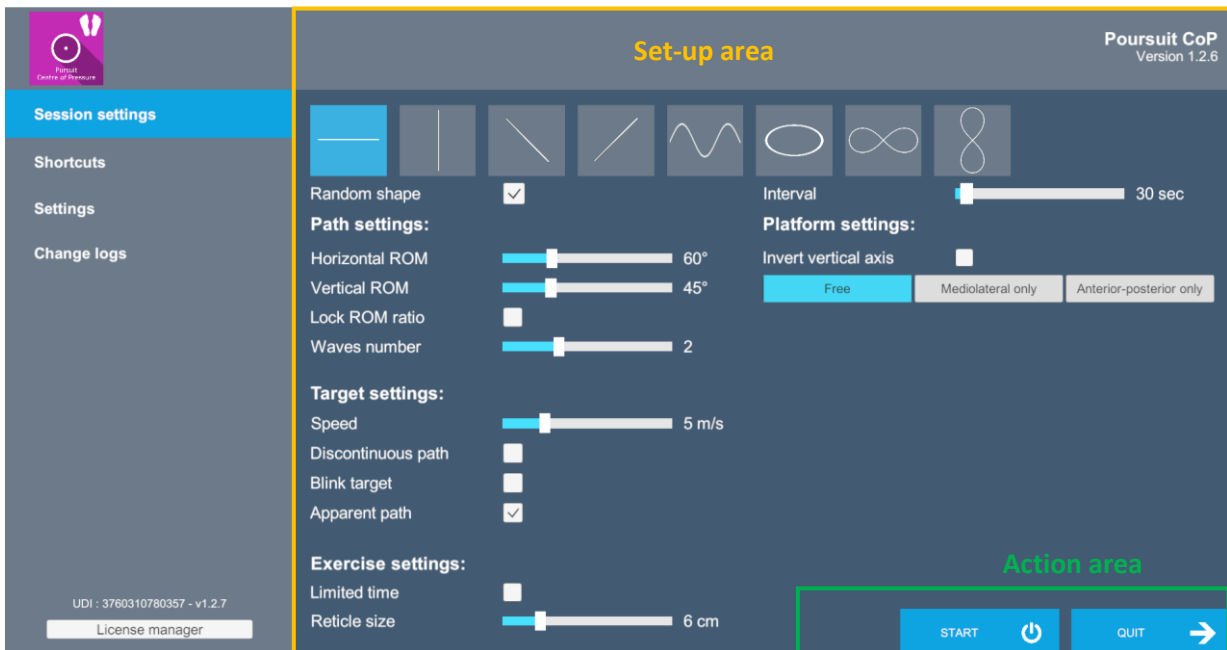 Pursuit
Centre of Pressure
Set-up area
Poursuit CoP
Version 1.2.6
Session settings
Shortcuts
Settings
Change logs
UDI : 3760310780357 - v1.2.7
License manager
Random shape
Interval 30 sec
Path settings:
Platform settings:
Horizontal ROM 60°
Invert vertical axis
Vertical ROM 45°
Free Mediolateral only Anterior-posterior only
Lock ROM ratio
Waves number 2
Target settings:
Speed 5 m/s
Discontinuous path
Blink target
Apparent path
Exercise settings:
Limited time
Reticle size 6 cm
Action area
START QUIT